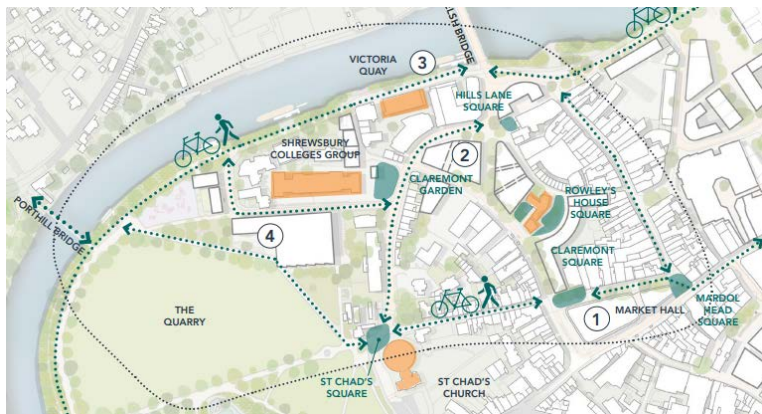 VICTORIA
QUAY
3
HILLS LANE
SQUARE
SHREWSBURY
COLLEGES GROUP
2
CLAREMONT
GARDEN
ROWLEY'S
HOUSE
SQUARE
PORTHILL BRIDGE
4
CLAREMONT
SQUARE
THE
QUARRY
1
MARKET HALL
MARDOL
HEAD
SQUARE
ST CHAD'S
SQUARE
ST CHAD'S
CHURCH
BRIDGE